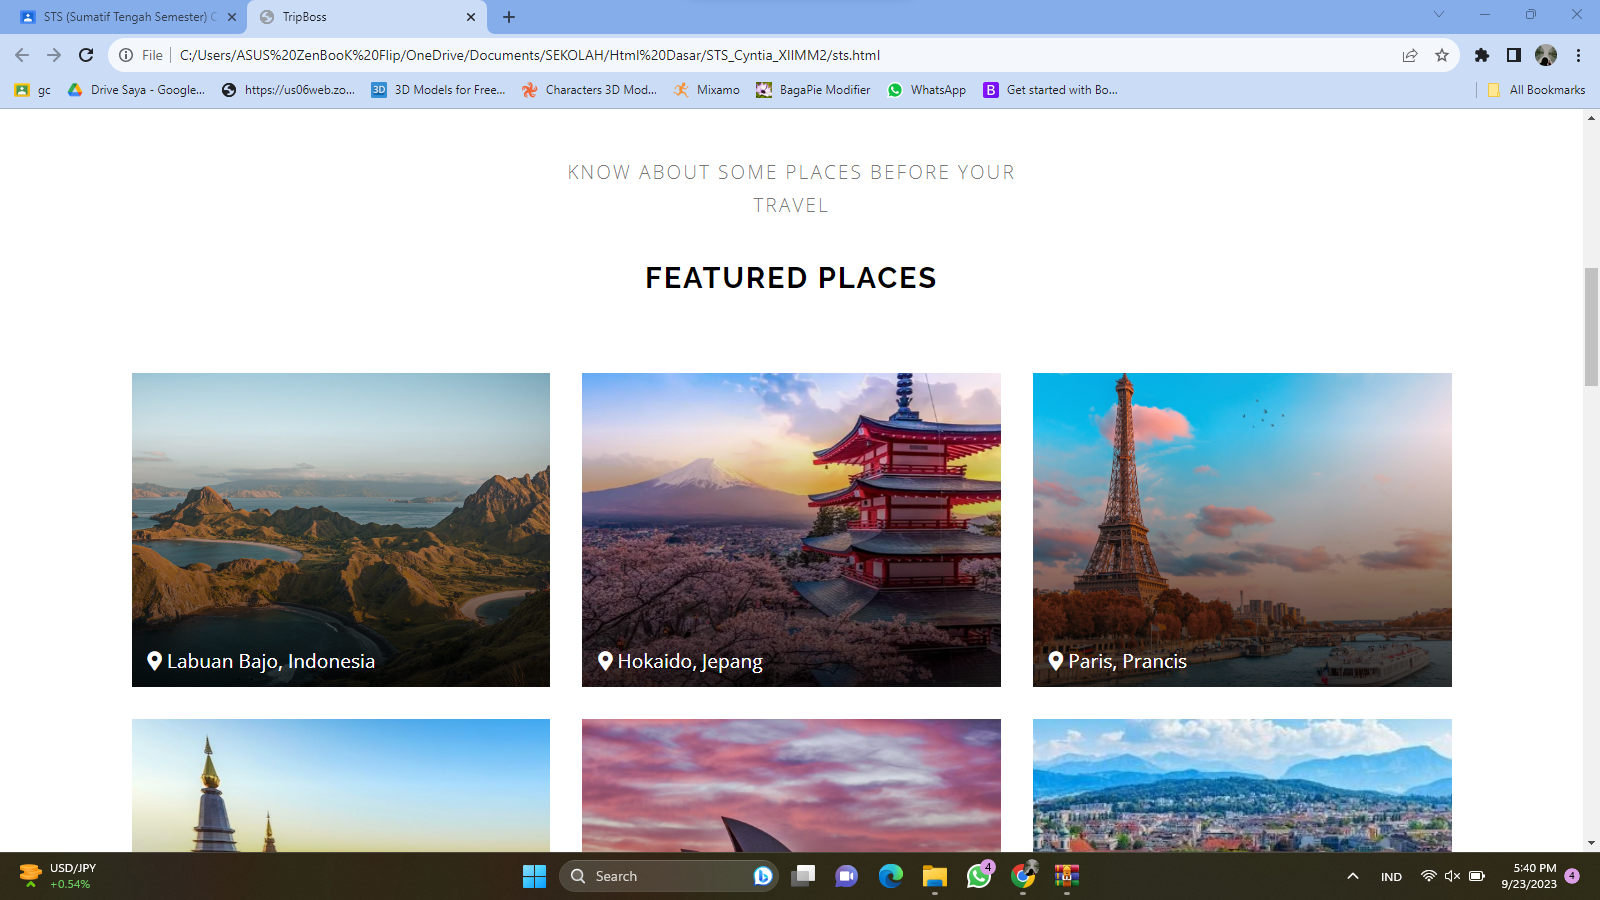 STS (Sumatif Tengah Semester)
TripBoss
File
C:/Users/ASUS%20ZenBooK%20Flip/OneDrive/Documents/SEKOLAH/Html%20Dasar/STS_Cyntia_XIIMM2/sts.html
gc
Drive Saya - Google...
https://us06web.zo...
3D
3D Models for Free...
Characters 3D Mod...
Mixamo
BagaPie Modifier
WhatsApp
B
Get started with Bo...
All Bookmarks
KNOW ABOUT SOME PLACES BEFORE YOUR
TRAVEL
FEATURED PLACES
Labuan Bajo, Indonesia
Hokaido, Jepang
Paris, Prancis
USD/JPY
+0.54%
Search
4
IND
5:40 PM
9/23/2023
4